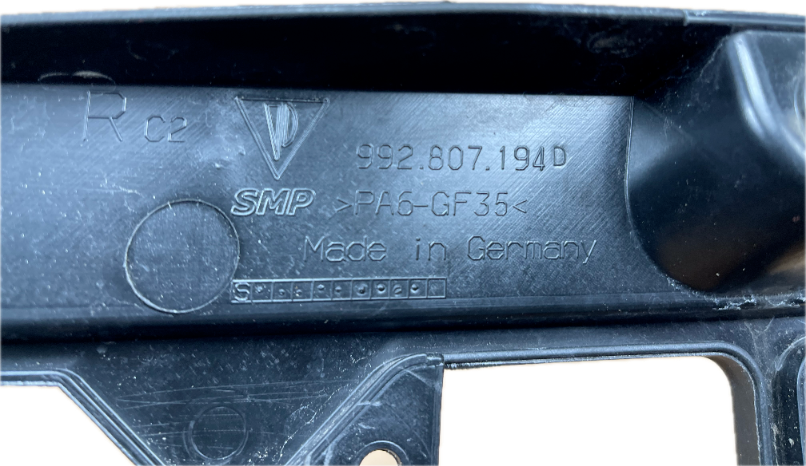 R C2
992.807.194D
SMP >PA6-GF35<
Made in Germany
S